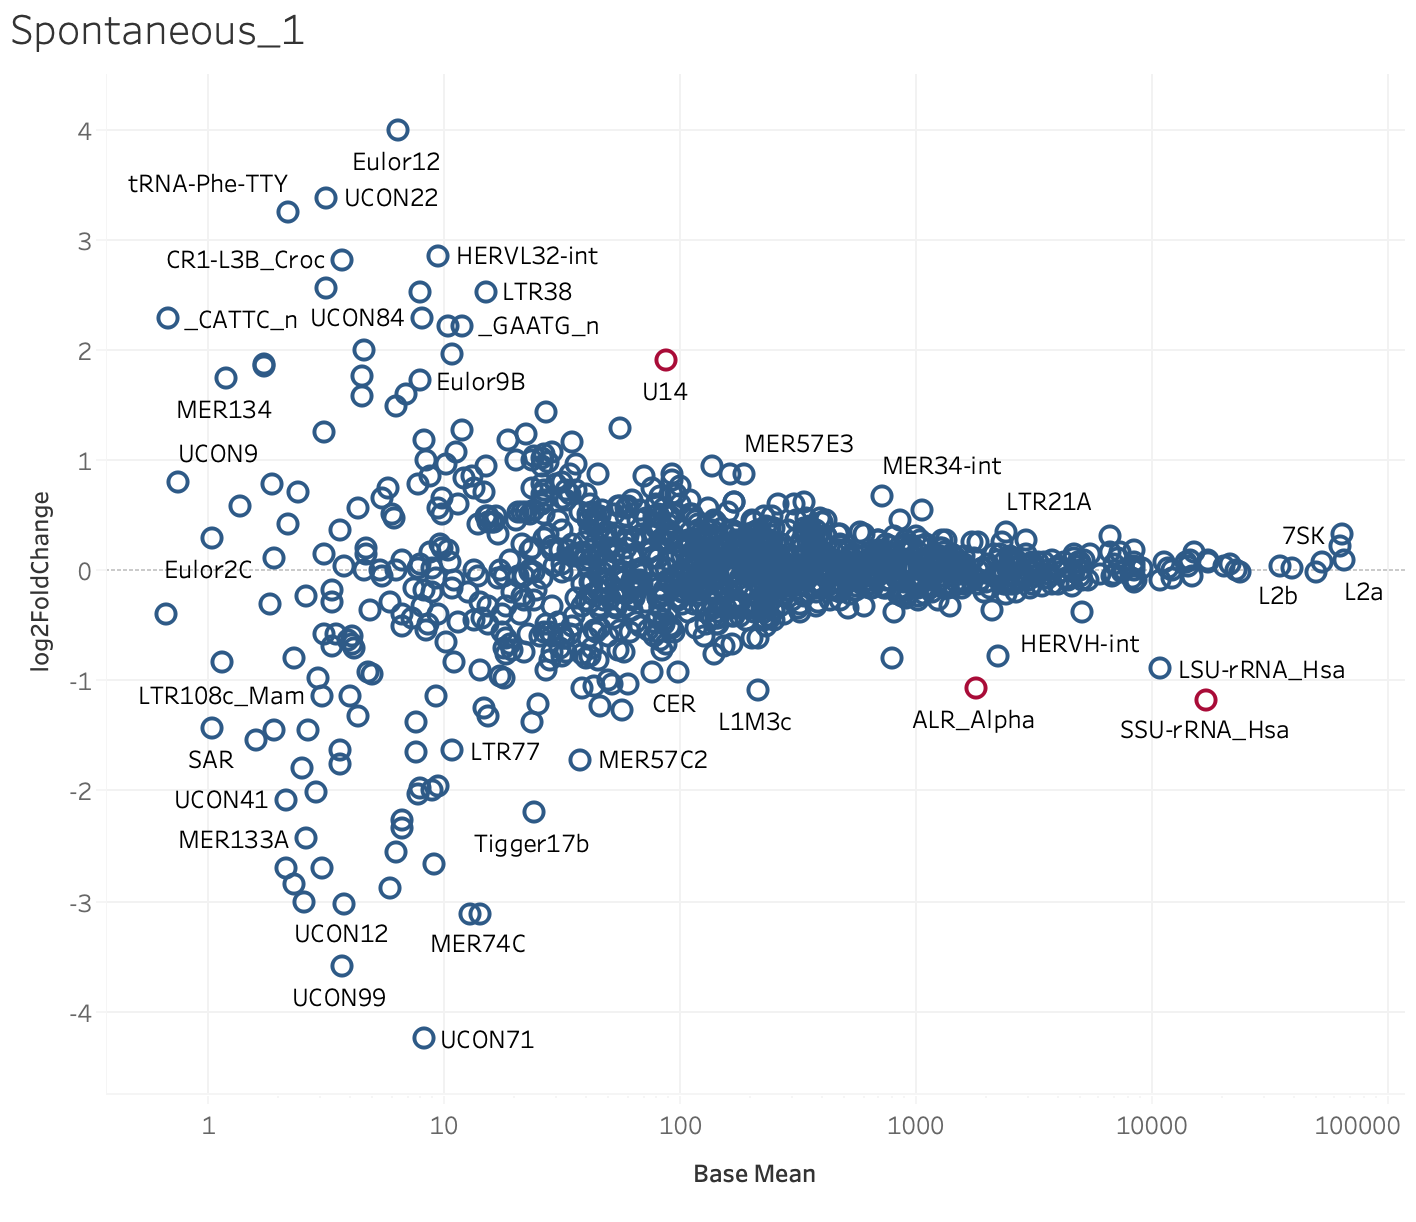 Spontaneous_1
4
Eulor12
tRNA-Phe-TTY
UCON22
3
CR1-L3B_Croc
HERVL32-int
LTR38
_CATTC_n
UCON84
_GAATG_n
2
Eulor9B
U14
MER134
MER57E3
UCON9
1
MER34-int
LTR21A
7SK
Eulor2C
0
L2b
L2a
log2FoldChange
HERVH-int
LSU-rRNA_Hsa
-1
LTR108c_Mam
CER
L1M3c
ALR_Alpha
SSU-rRNA_Hsa
SAR
LTR77
MER57C2
-2
UCON41
MER133A
Tigger17b
-3
UCON12
MER74C
UCON99
-4
UCON71
1
10
100
1000
10000
100000
Base Mean